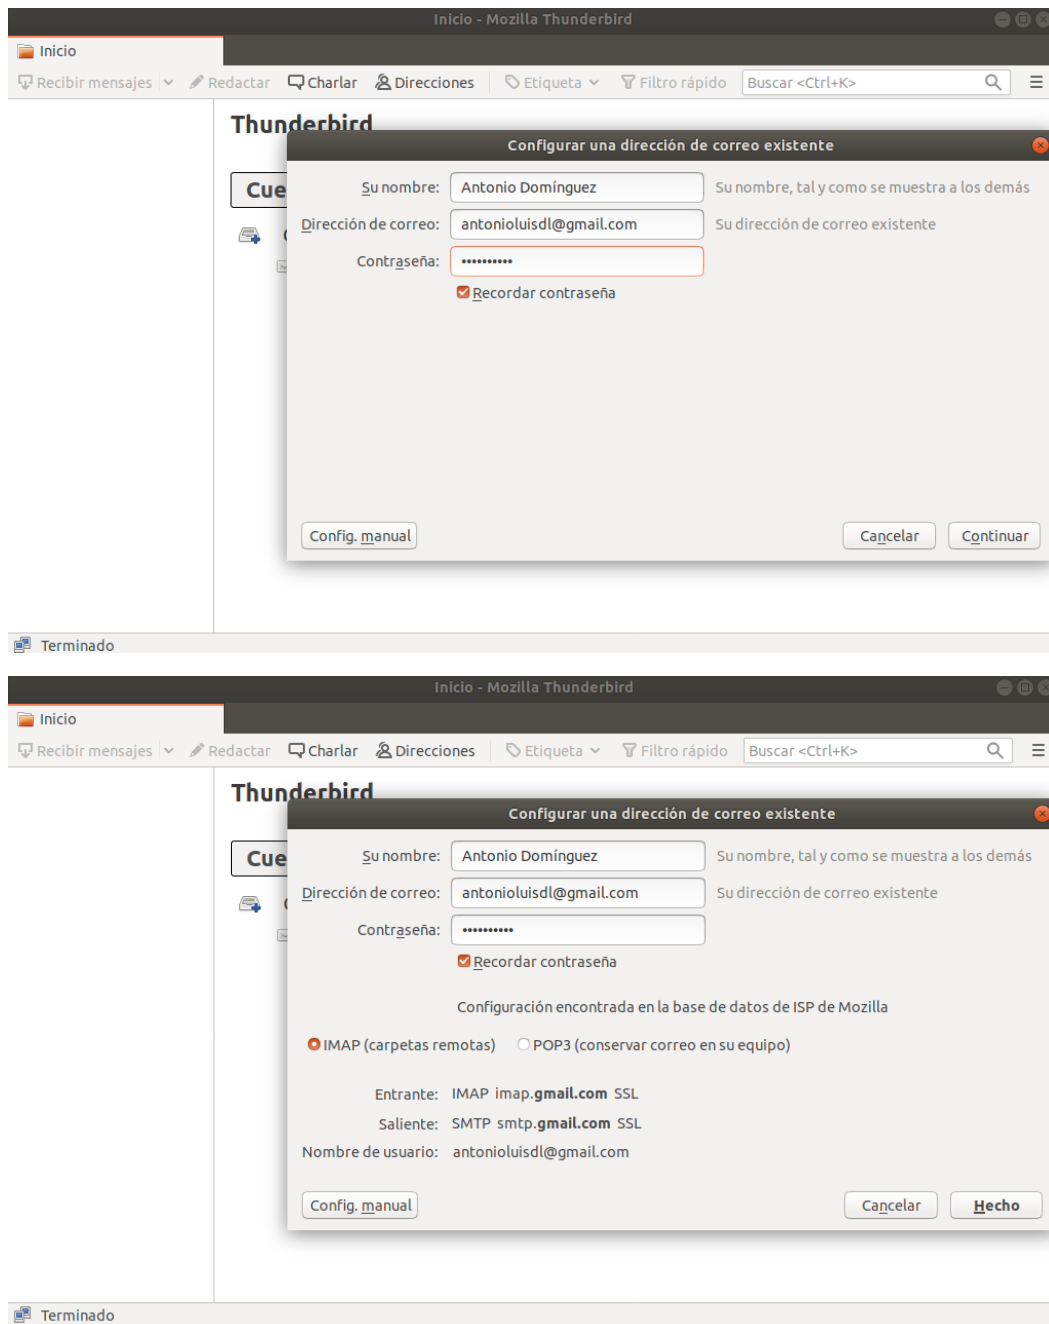 Inicio - Mozilla Thunderbird
Inicio
Recibir mensajes Redactar Charlar Direcciones Etiqueta Filtro rápido Buscar <Ctrl+K>
Thunderbird
Configurar una dirección de correo existente
Cue
Su nombre: Antonio Domínguez Su nombre, tal y como se muestra a los demás
Dirección de correo: antonioluisdl@gmail.com Su dirección de correo existente
Contraseña: ••••••••••
Recordar contraseña
Config. manual Cancelar Continuar
Terminado
Inicio - Mozilla Thunderbird
Inicio
Recibir mensajes Redactar Charlar Direcciones Etiqueta Filtro rápido Buscar <Ctrl+K>
Thunderbird
Configurar una dirección de correo existente
Cue
Su nombre: Antonio Domínguez Su nombre, tal y como se muestra a los demás
Dirección de correo: antonioluisdl@gmail.com Su dirección de correo existente
Contraseña: ••••••••••
Recordar contraseña
Configuración encontrada en la base de datos de ISP de Mozilla
IMAP (carpetas remotas) POP3 (conservar correo en su equipo)
Entrante: IMAP imap.gmail.com SSL
Saliente: SMTP smtp.gmail.com SSL
Nombre de usuario: antonioluisdl@gmail.com
Config. manual Cancelar Hecho
Terminado